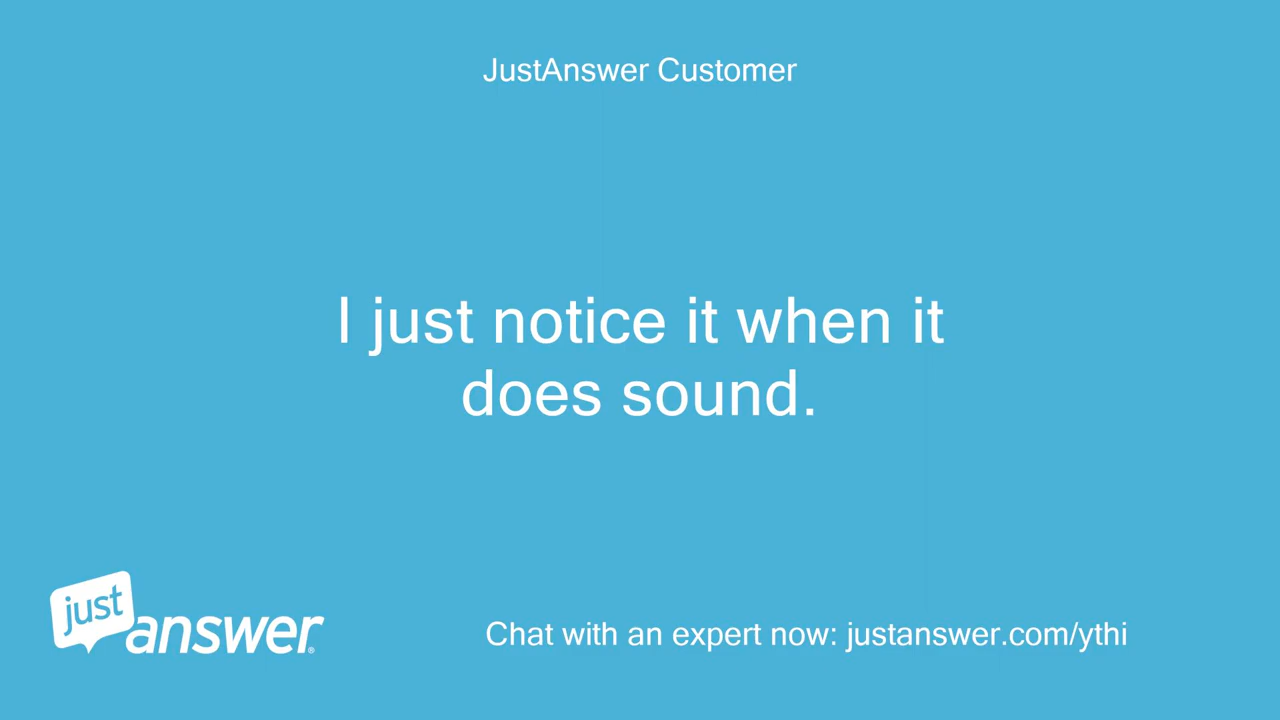 JustAnswer Customer
I just notice it when it
does sound.
just
answer®
Chat with an expert now: justanswer.com/ythi